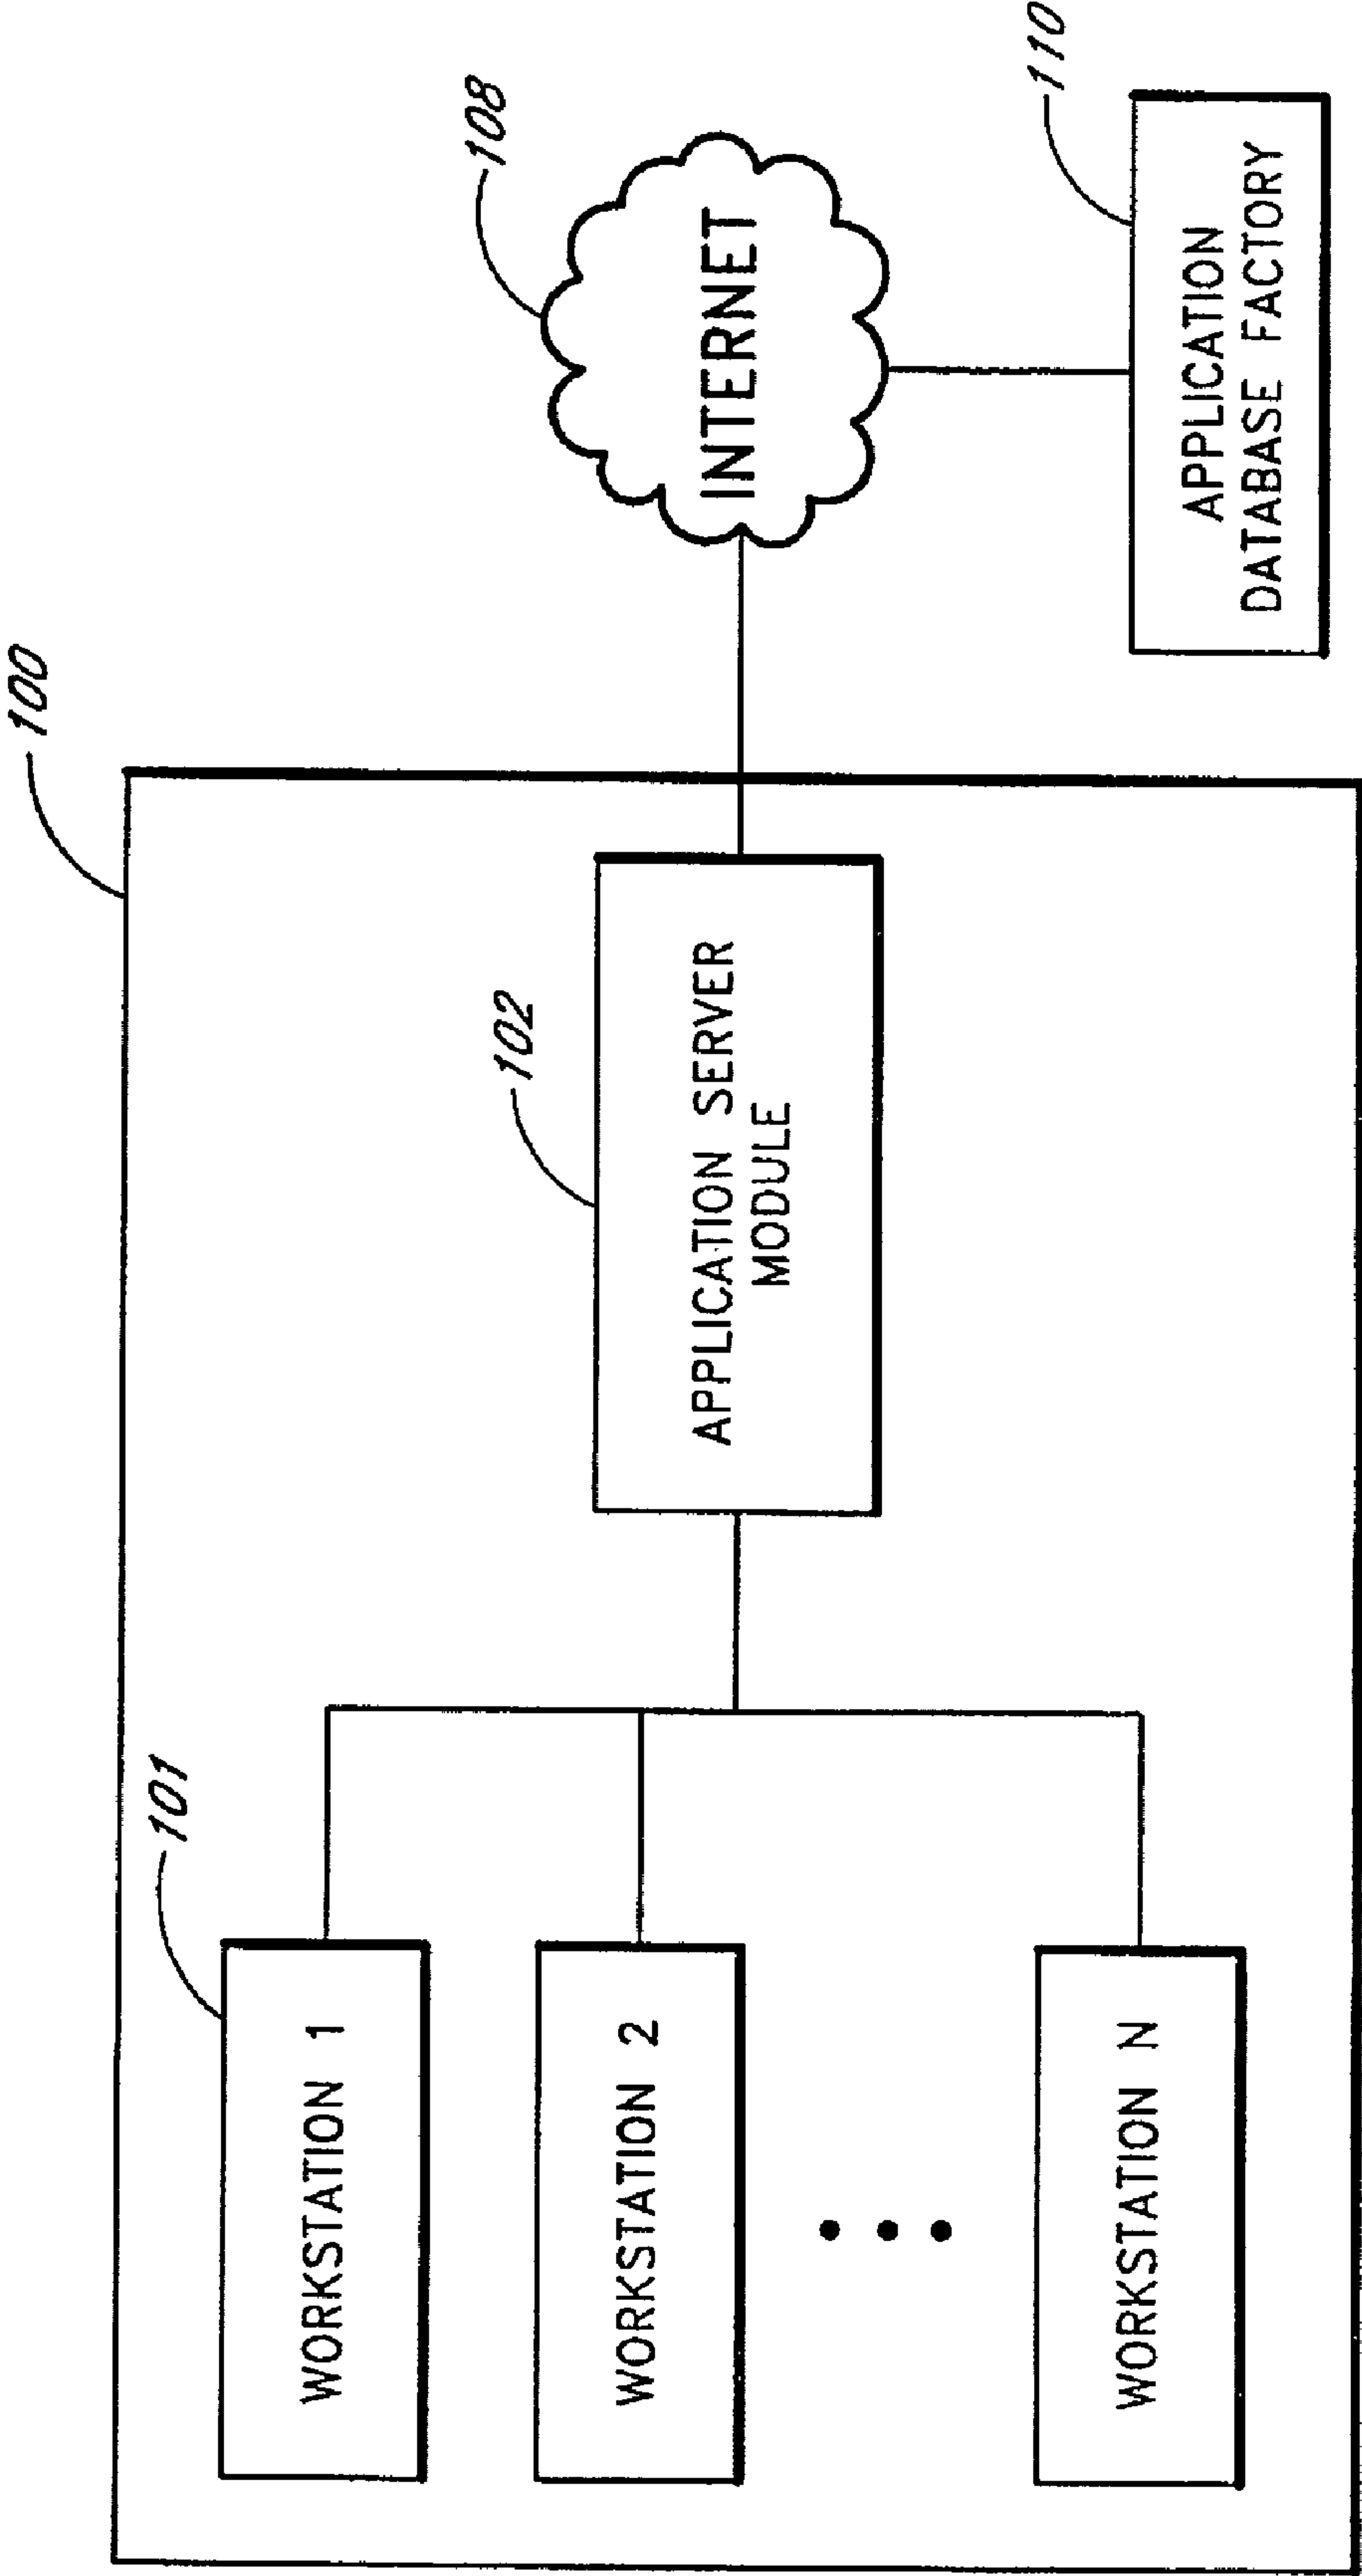 100
101
WORKSTATION 1
WORKSTATION 2
WORKSTATION N
102
APPLICATION SERVER
MODULE
108
INTERNET
110
APPLICATION
DATABASE FACTORY